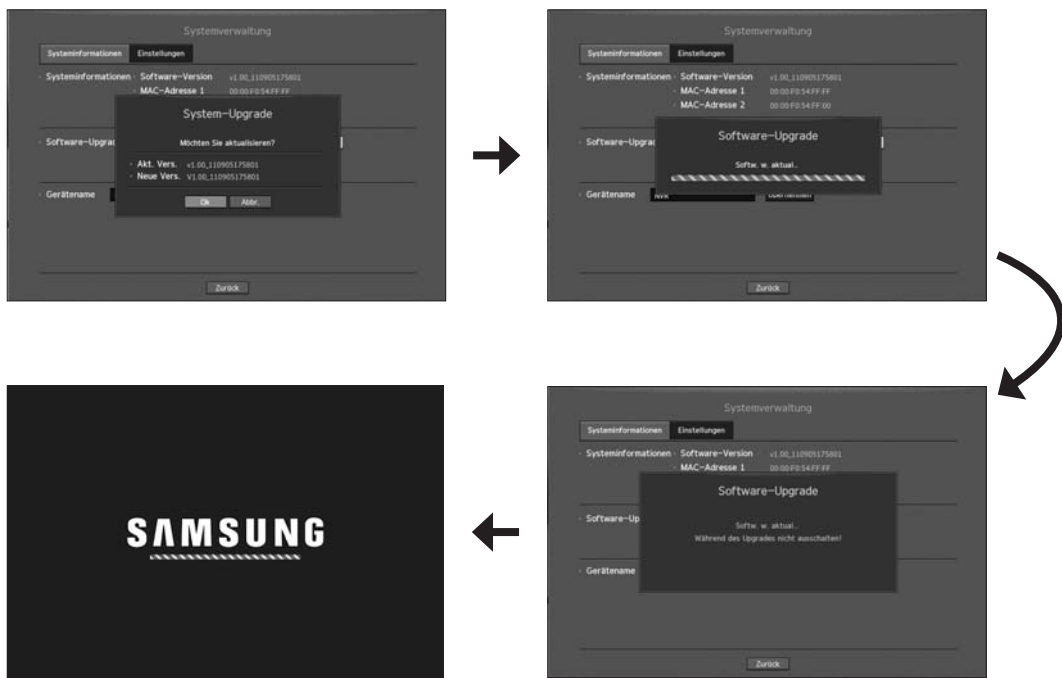 Systemverwaltung
Systeminformationen Einstellungen
Systeminformationen Software-Version v1.00_110905175801
MAC-Adresse 1 00:00:F0:54:FF:FF
System-Upgrade
Möchten Sie aktualisieren?
Software-Upgrad
Akt. Vers. v1.00_110905175801
Neue Vers. V1.00_110905175801
Gerätename
Ok Abbr.
Zurück
Systemverwaltung
Systeminformationen Einstellungen
Systeminformationen Software-Version v1.00_110905175801
MAC-Adresse 1 00:00:F0:54:FF:FF
MAC-Adresse 2 00:00:F0:54:FF:00
Software-Upgrade
Software-Upgrad
Softw. w. aktual..
Gerätename NVR Übernehmen
Zurück
Systemverwaltung
Systeminformationen Einstellungen
Systeminformationen Software-Version v1.00_110905175801
MAC-Adresse 1 00:00:F0:54:FF:FF
Software-Upgrade
Software-Up
Softw. w. aktual..
Während des Upgrades nicht ausschalten!
Gerätename
Zurück
SAMSUNG